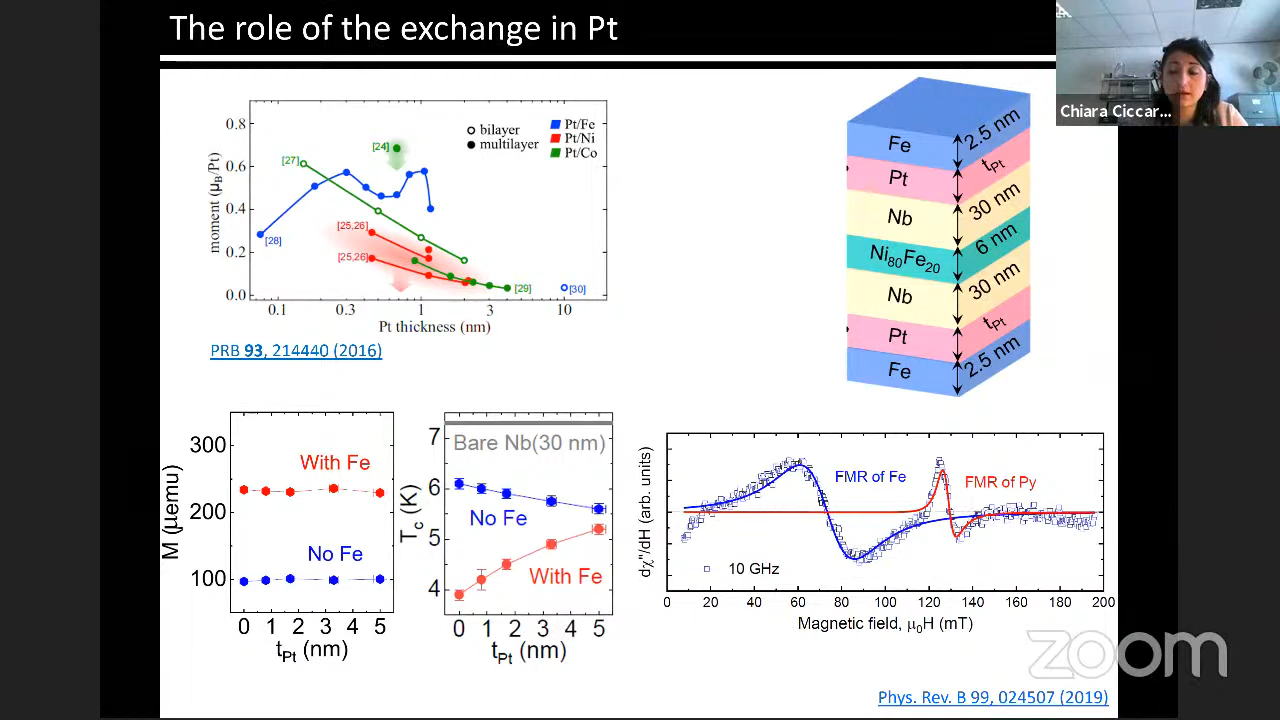 The role of the exchange in Pt
Chiara Ciccar...
0.8
0.6
0.4
0.2
0.0
moment (μB/Pt)
[27]
[28]
[24]
[25,26]
[25,26]
[29]
[30]
bilayer
multilayer
Pt/Fe
Pt/Ni
Pt/Co
0.1
0.3
1
3
10
Pt thickness (nm)
PRB 93, 214440 (2016)
Fe
2.5 nm
Pt
tPt
Nb
30 nm
Ni80Fe20
6 nm
Nb
30 nm
Pt
tPt
Fe
2.5 nm
300
200
100
M (μemu)
With Fe
No Fe
0 1 2 3 4 5
tPt (nm)
7
6
5
4
Tc (K)
Bare Nb(30 nm)
No Fe
With Fe
0 1 2 3 4 5
tPt (nm)
dχ"/dH (arb. units)
FMR of Fe
FMR of Py
10 GHz
0 20 40 60 80 100 120 140 160 180 200
Magnetic field, μ0H (mT)
zoom
Phys. Rev. B 99, 024507 (2019)